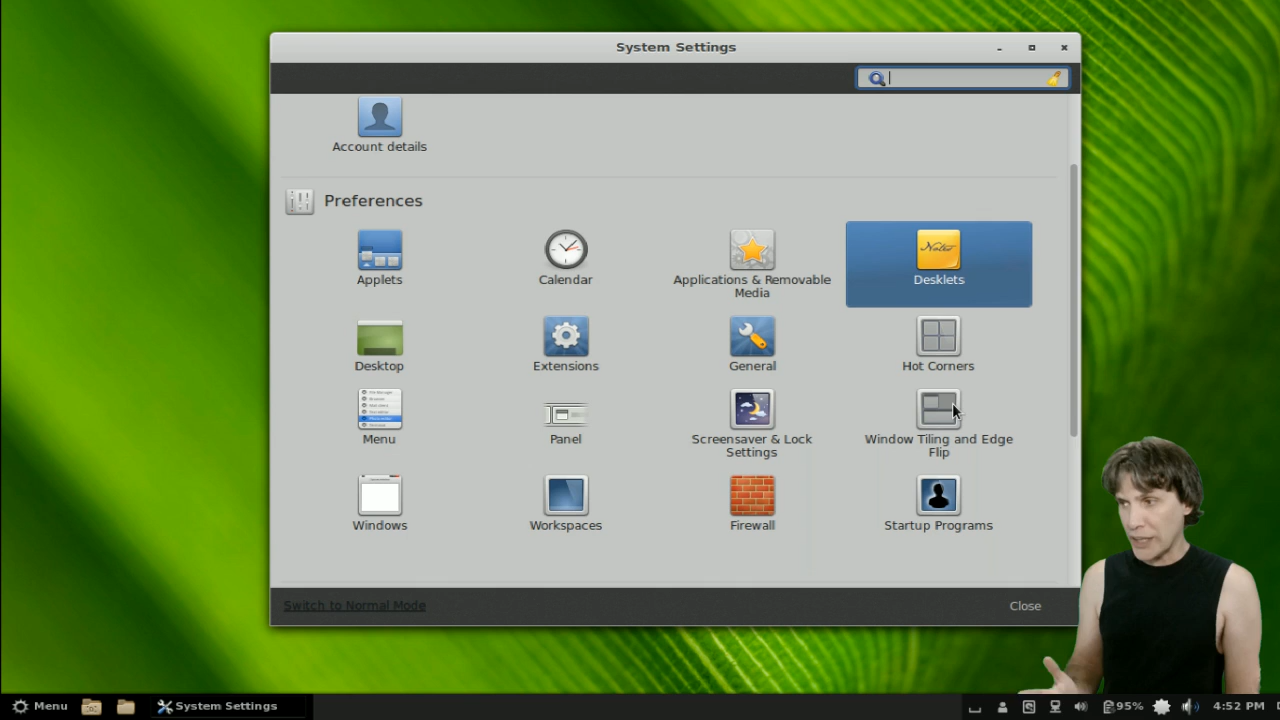 System Settings
Account details
Preferences
Applets
Calendar
Applications & Removable
Media
Notes
Desklets
Desktop
Extensions
General
Hot Corners
Menu
Panel
Screensaver & Lock
Settings
Window Tiling and Edge
Flip
Windows
Workspaces
Firewall
Startup Programs
Switch to Normal Mode
Close
Menu
System Settings
95%
4:52 PM